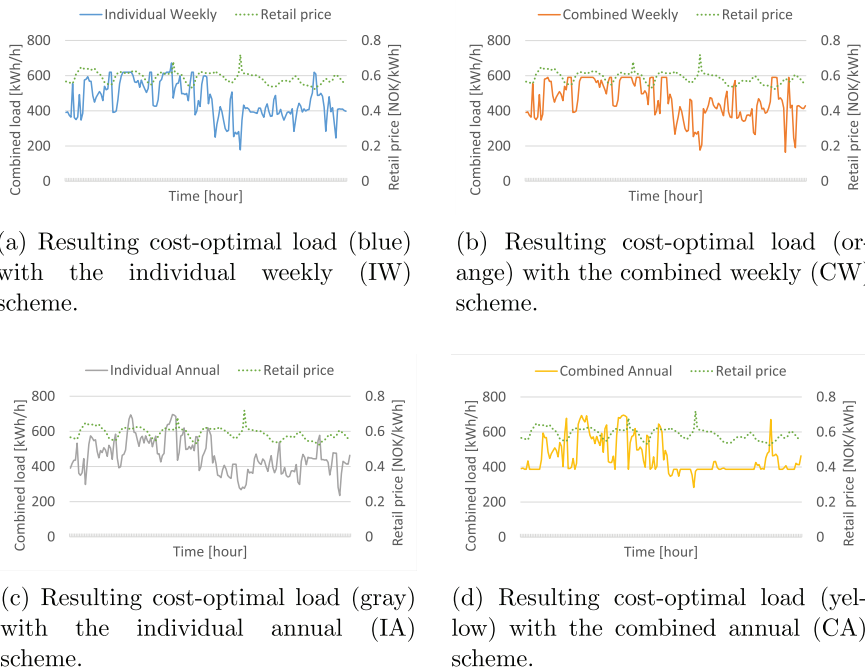 Individual Weekly Retail price
800 0.8
600 0.6
400 0.4
200 0.2
0 0
Combined load [kWh/h]
Retail price [NOK/kWh]
Time [hour]
(a) Resulting cost-optimal load (blue)
with the individual weekly (IW)
scheme.
Combined Weekly Retail price
800 0.8
600 0.6
400 0.4
200 0.2
0 0
Combined load [kWh/h]
Retail price [NOK/kWh]
Time [hour]
(b) Resulting cost-optimal load (or-
ange) with the combined weekly (CW)
scheme.
Individual Annual Retail price
800 0.8
600 0.6
400 0.4
200 0.2
0 0
Combined load [kWh/h]
Retail price [NOK/kWh]
Time [hour]
(c) Resulting cost-optimal load (gray)
with the individual annual (IA)
scheme.
Combined Annual Retail price
800 0.8
600 0.6
400 0.4
200 0.2
0 0
Combined load [kWh/h]
Retail price [NOK/kWh]
Time [hour]
(d) Resulting cost-optimal load (yel-
low) with the combined annual (CA)
scheme.